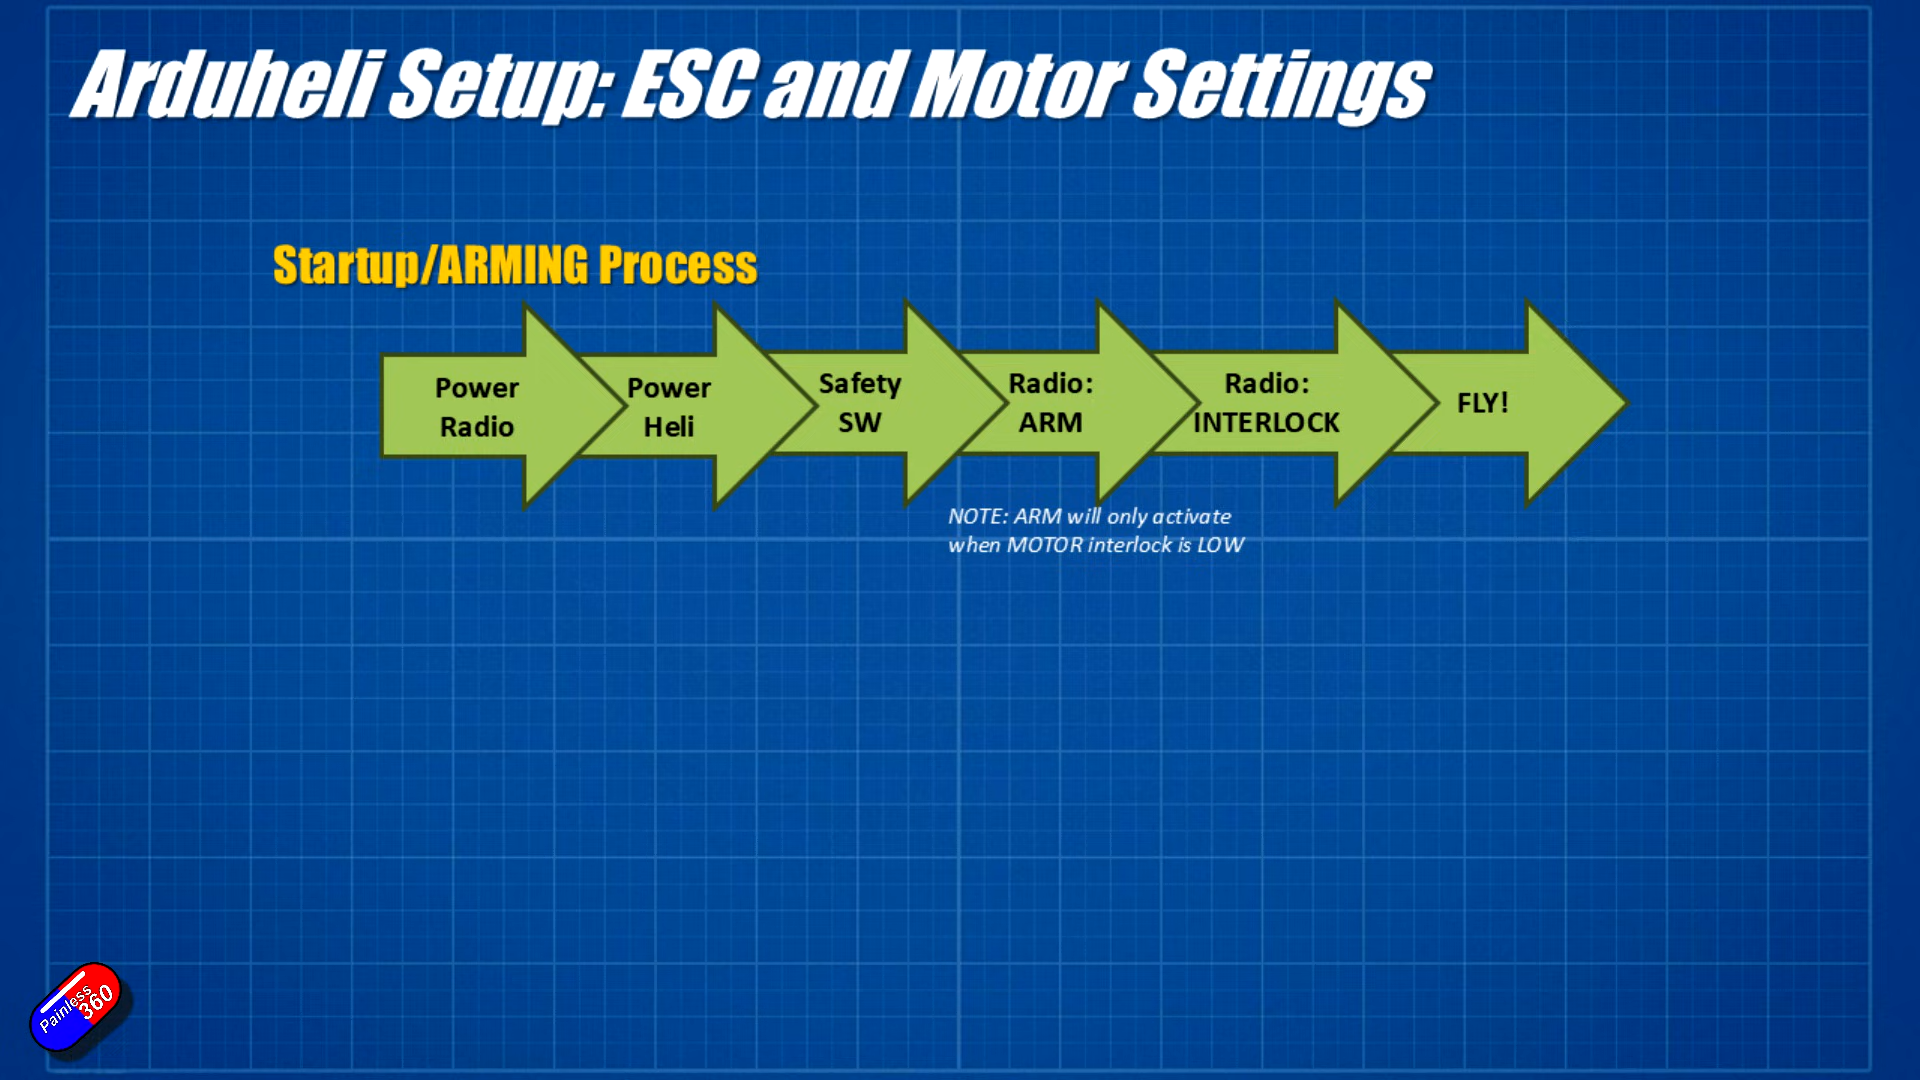 Arduheli Setup: ESC and Motor Settings
Startup/ARMING Process
Power
Radio
Power
Heli
Safety
SW
Radio:
ARM
Radio:
INTERLOCK
FLY!
NOTE: ARM will only activate
when MOTOR interlock is LOW
Painless
360